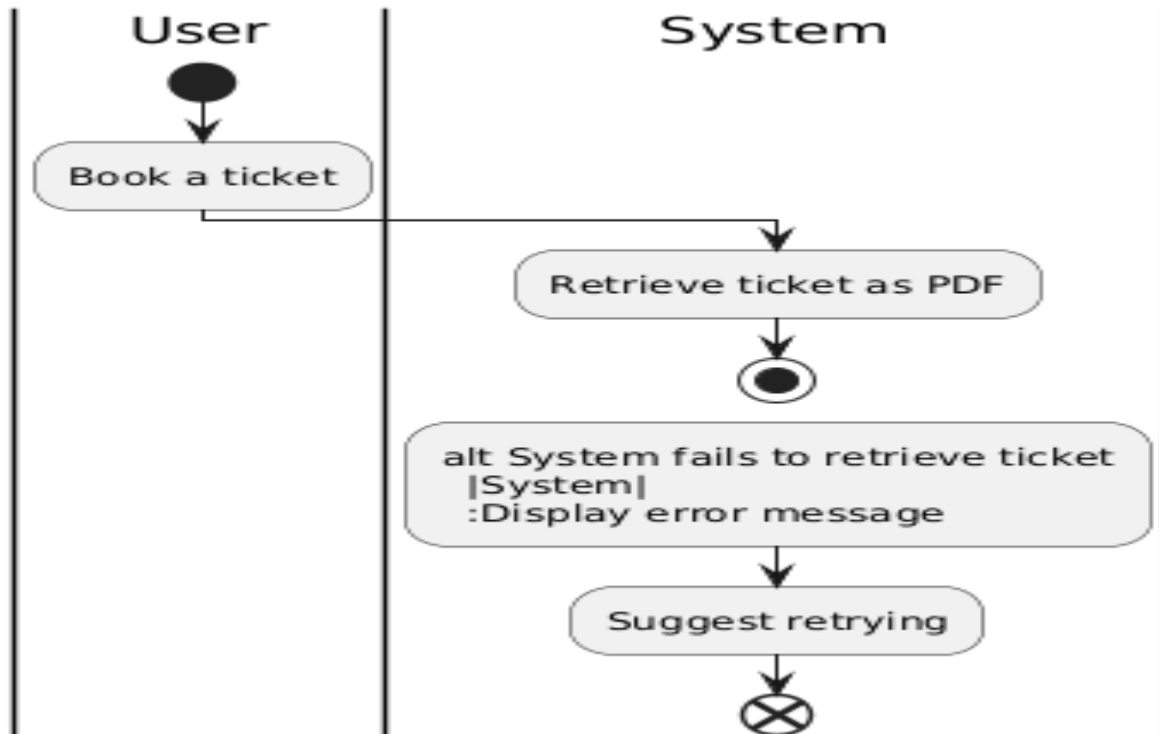 User
System
Book a ticket
Retrieve ticket as PDF
alt System fails to retrieve ticket
|System|
:Display error message
Suggest retrying